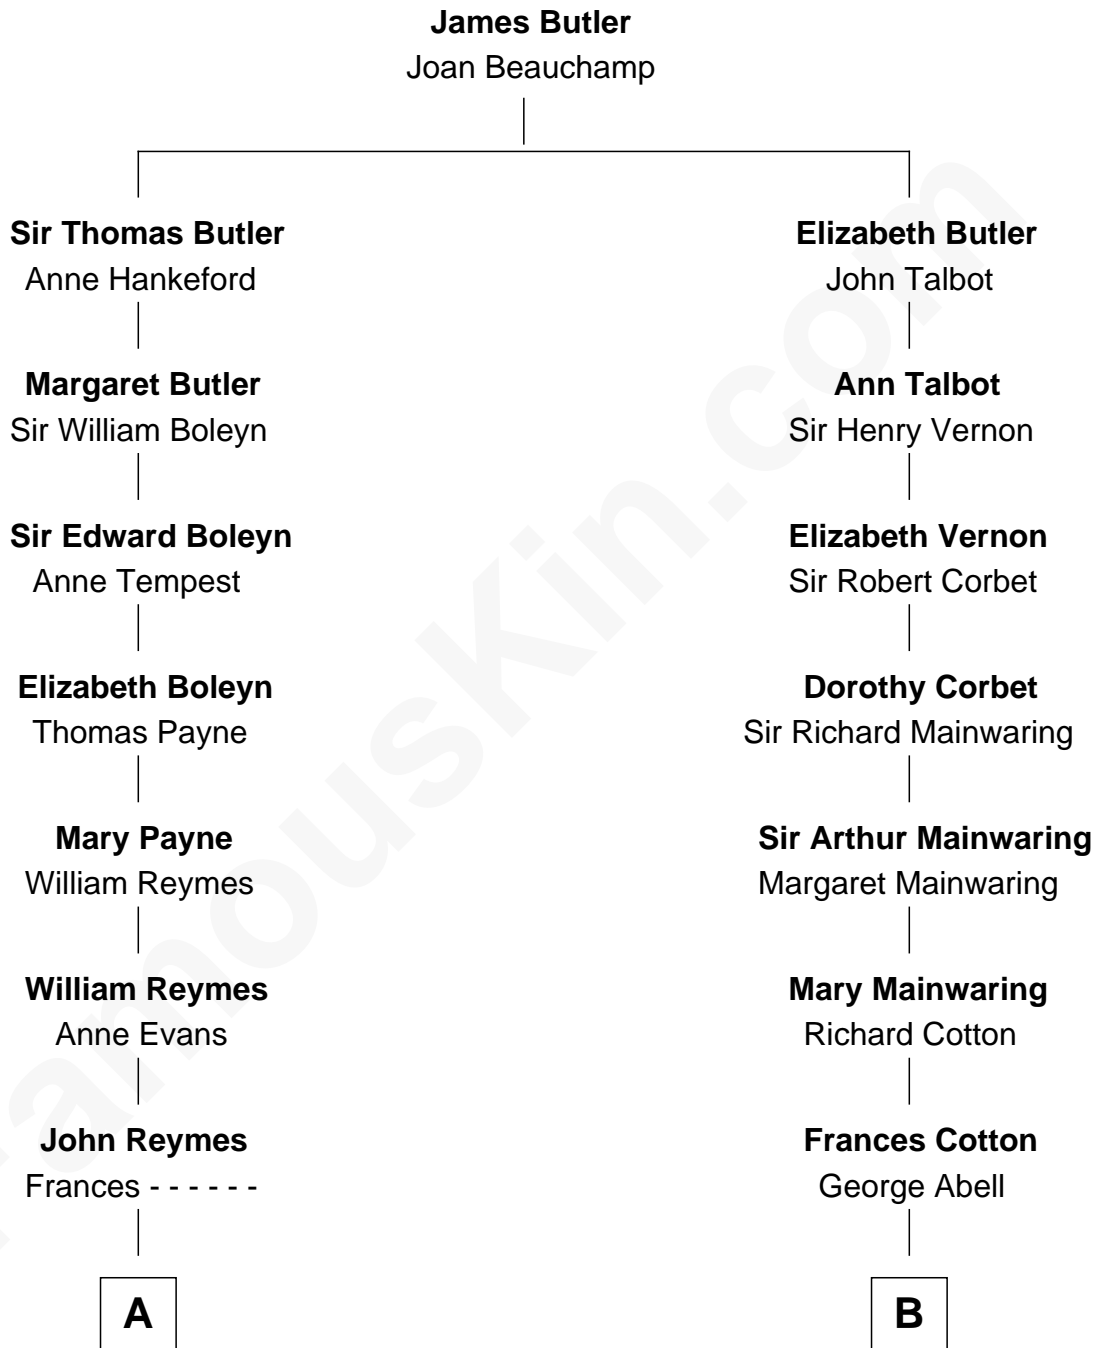 James Butler
Joan Beauchamp
Sir Thomas Butler
Anne Hankeford
Margaret Butler
Sir William Boleyn
Sir Edward Boleyn
Anne Tempest
Elizabeth Boleyn
Thomas Payne
Mary Payne
William Reymes
William Reymes
Anne Evans
John Reymes
Frances - - - - - -
A
Elizabeth Butler
John Talbot
Ann Talbot
Sir Henry Vernon
Elizabeth Vernon
Sir Robert Corbet
Dorothy Corbet
Sir Richard Mainwaring
Sir Arthur Mainwaring
Margaret Mainwaring
Mary Mainwaring
Richard Cotton
Frances Cotton
George Abell
B
FamousKin.com